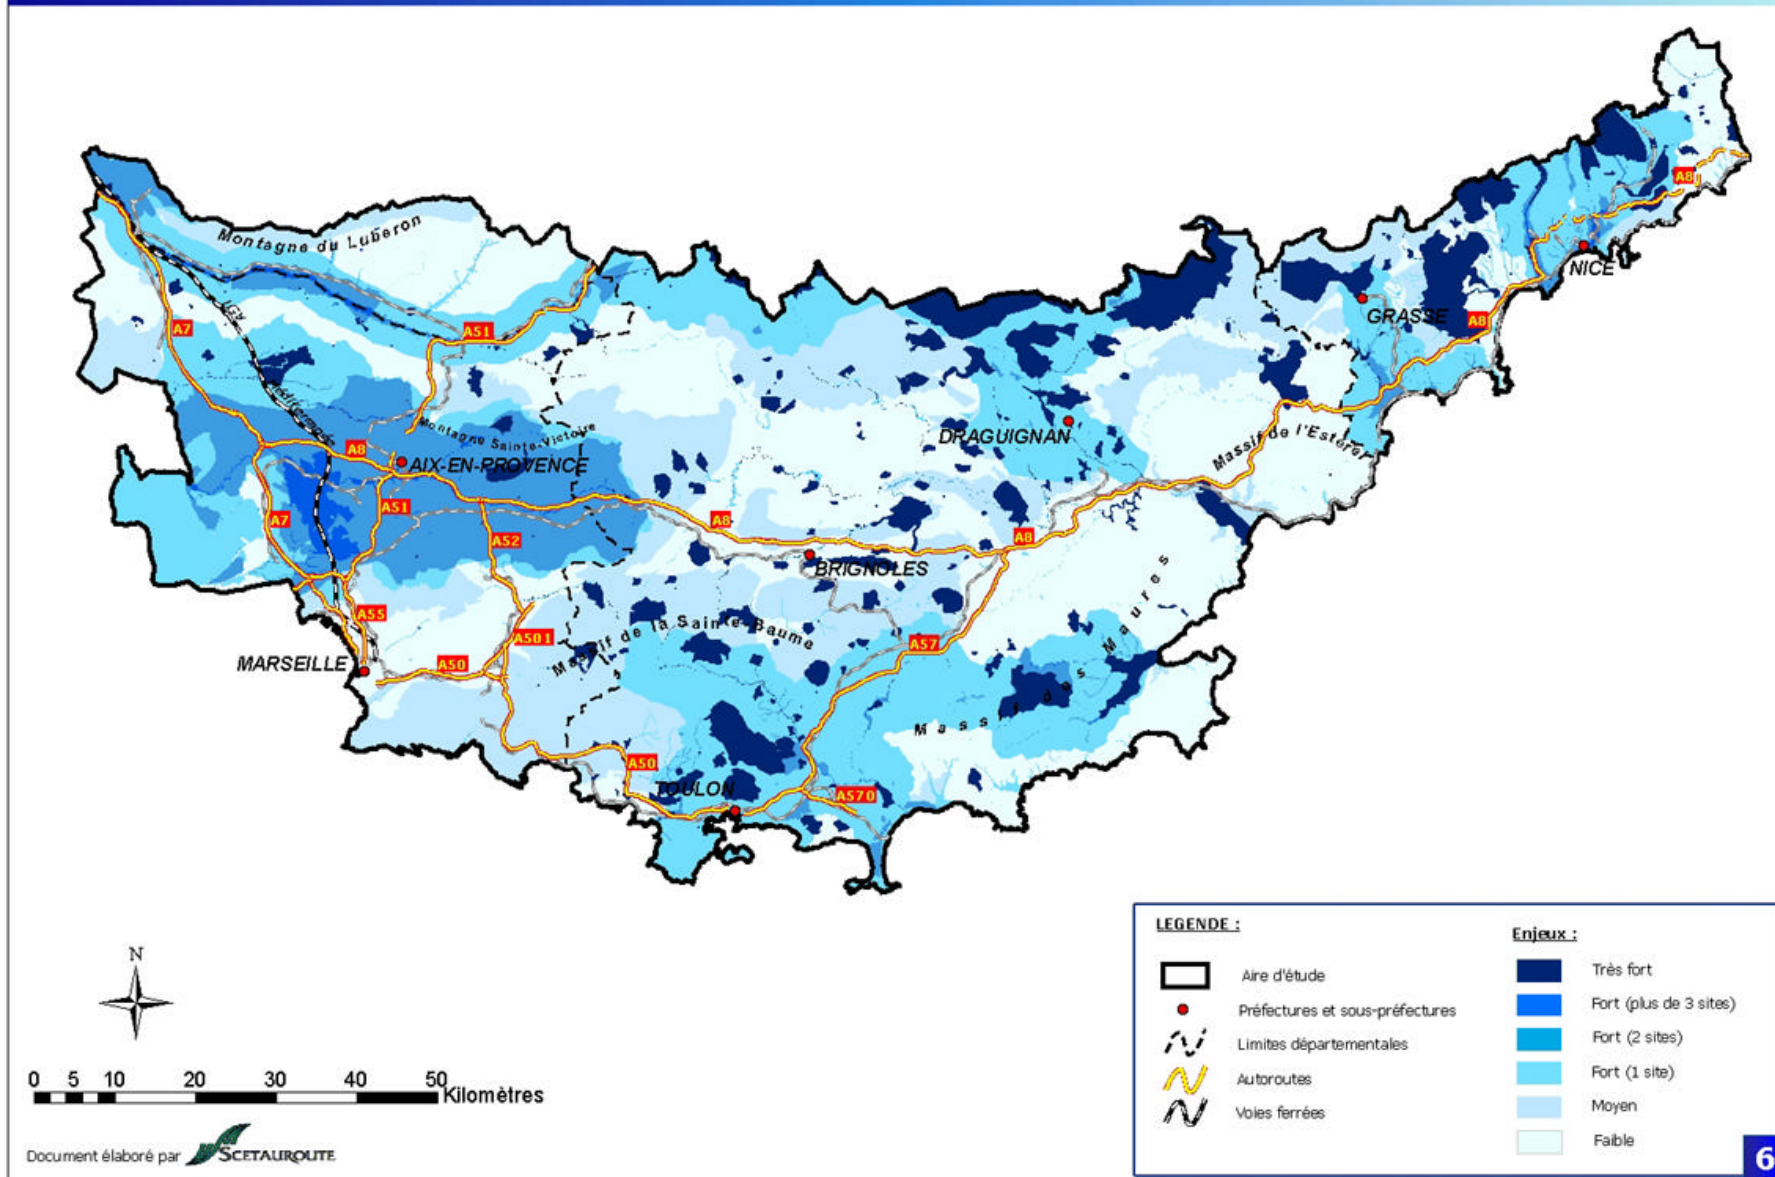 Montagne du Luberon
A8
NICE
GRASSE
A8
A7
LGV
A51
Méditerranée
Montagne Sainte-Victoire
DRAGUIGNAN
Massif de l'Estérel
A8
AIX-EN-PROVENCE
A7
A51
A52
A8
A8
BRIGNOLES
A55
A501
Massif de la Sainte-Baume
A57
Massif des Maures
MARSEILLE
A50
A50
TOULON
A570
N
0 5 10 20 30 40 50 Kilomètres
Document élaboré par SCETAUROUTE
LEGENDE :
Aire d'étude
Préfectures et sous-préfectures
Limites départementales
Autoroutes
Voies ferrées
Enjeux :
Très fort
Fort (plus de 3 sites)
Fort (2 sites)
Fort (1 site)
Moyen
Faible
6